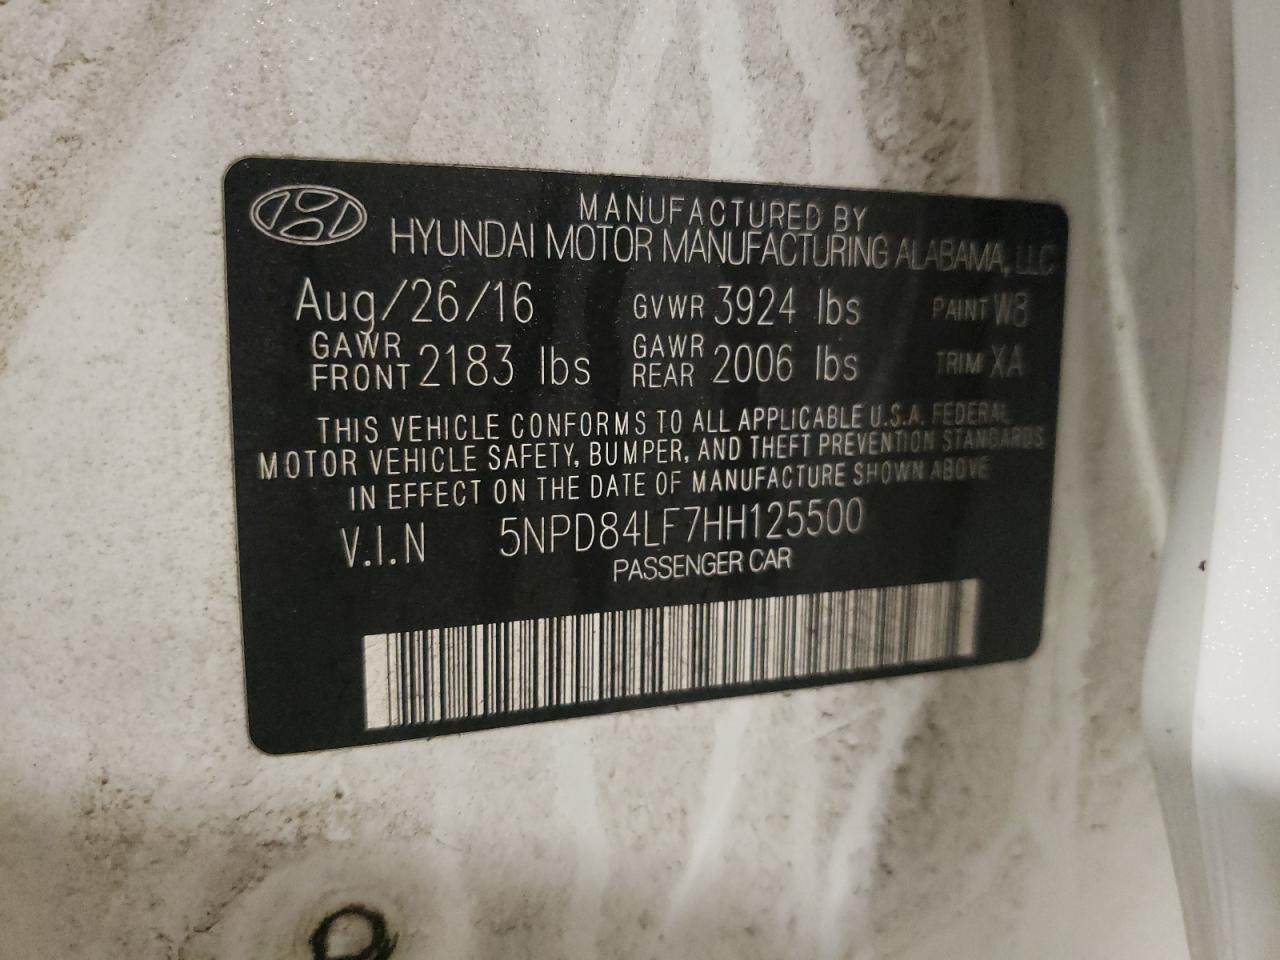 MANUFACTURED BY
HYUNDAI MOTOR MANUFACTURING ALABAMA, LLC
Aug/26/16 GVWR 3924 lbs PAINT W8
GAWR FRONT 2183 lbs GAWR REAR 2006 lbs TRIM XA
THIS VEHICLE CONFORMS TO ALL APPLICABLE U.S.A. FEDERAL
MOTOR VEHICLE SAFETY, BUMPER, AND THEFT PREVENTION STANDARDS
IN EFFECT ON THE DATE OF MANUFACTURE SHOWN ABOVE
V.I.N 5NPD84LF7HH125500
PASSENGER CAR